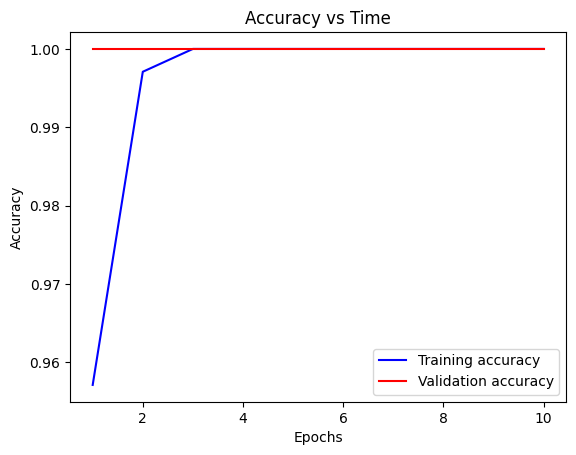 Accuracy vs Time
1.00
0.99
0.98
0.97
0.96
Accuracy
Training accuracy
Validation accuracy
2 4 6 8 10
Epochs